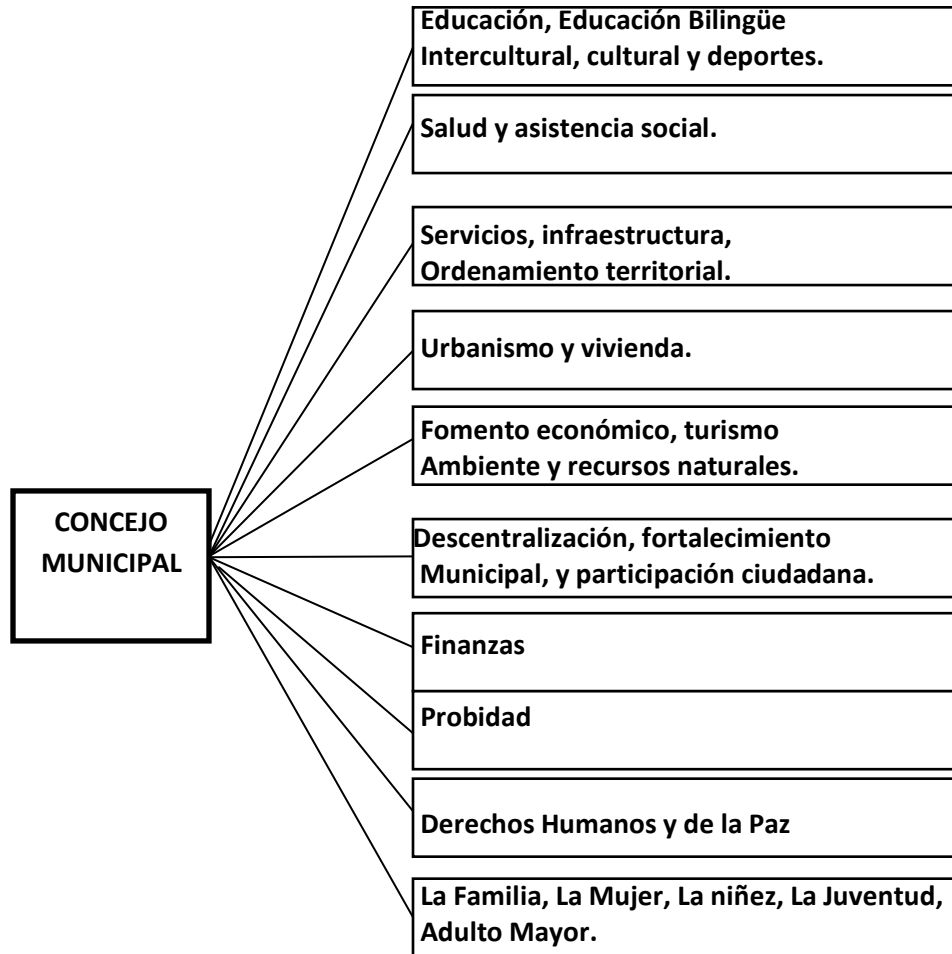 Educación, Educación Bilingüe
Intercultural, cultural y deportes.
Salud y asistencia social.
Servicios, infraestructura,
Ordenamiento territorial.
Urbanismo y vivienda.
Fomento económico, turismo
Ambiente y recursos naturales.
CONCEJO
MUNICIPAL
Descentralización, fortalecimiento
Municipal, y participación ciudadana.
Finanzas
Probidad
Derechos Humanos y de la Paz
La Familia, La Mujer, La niñez, La Juventud,
Adulto Mayor.